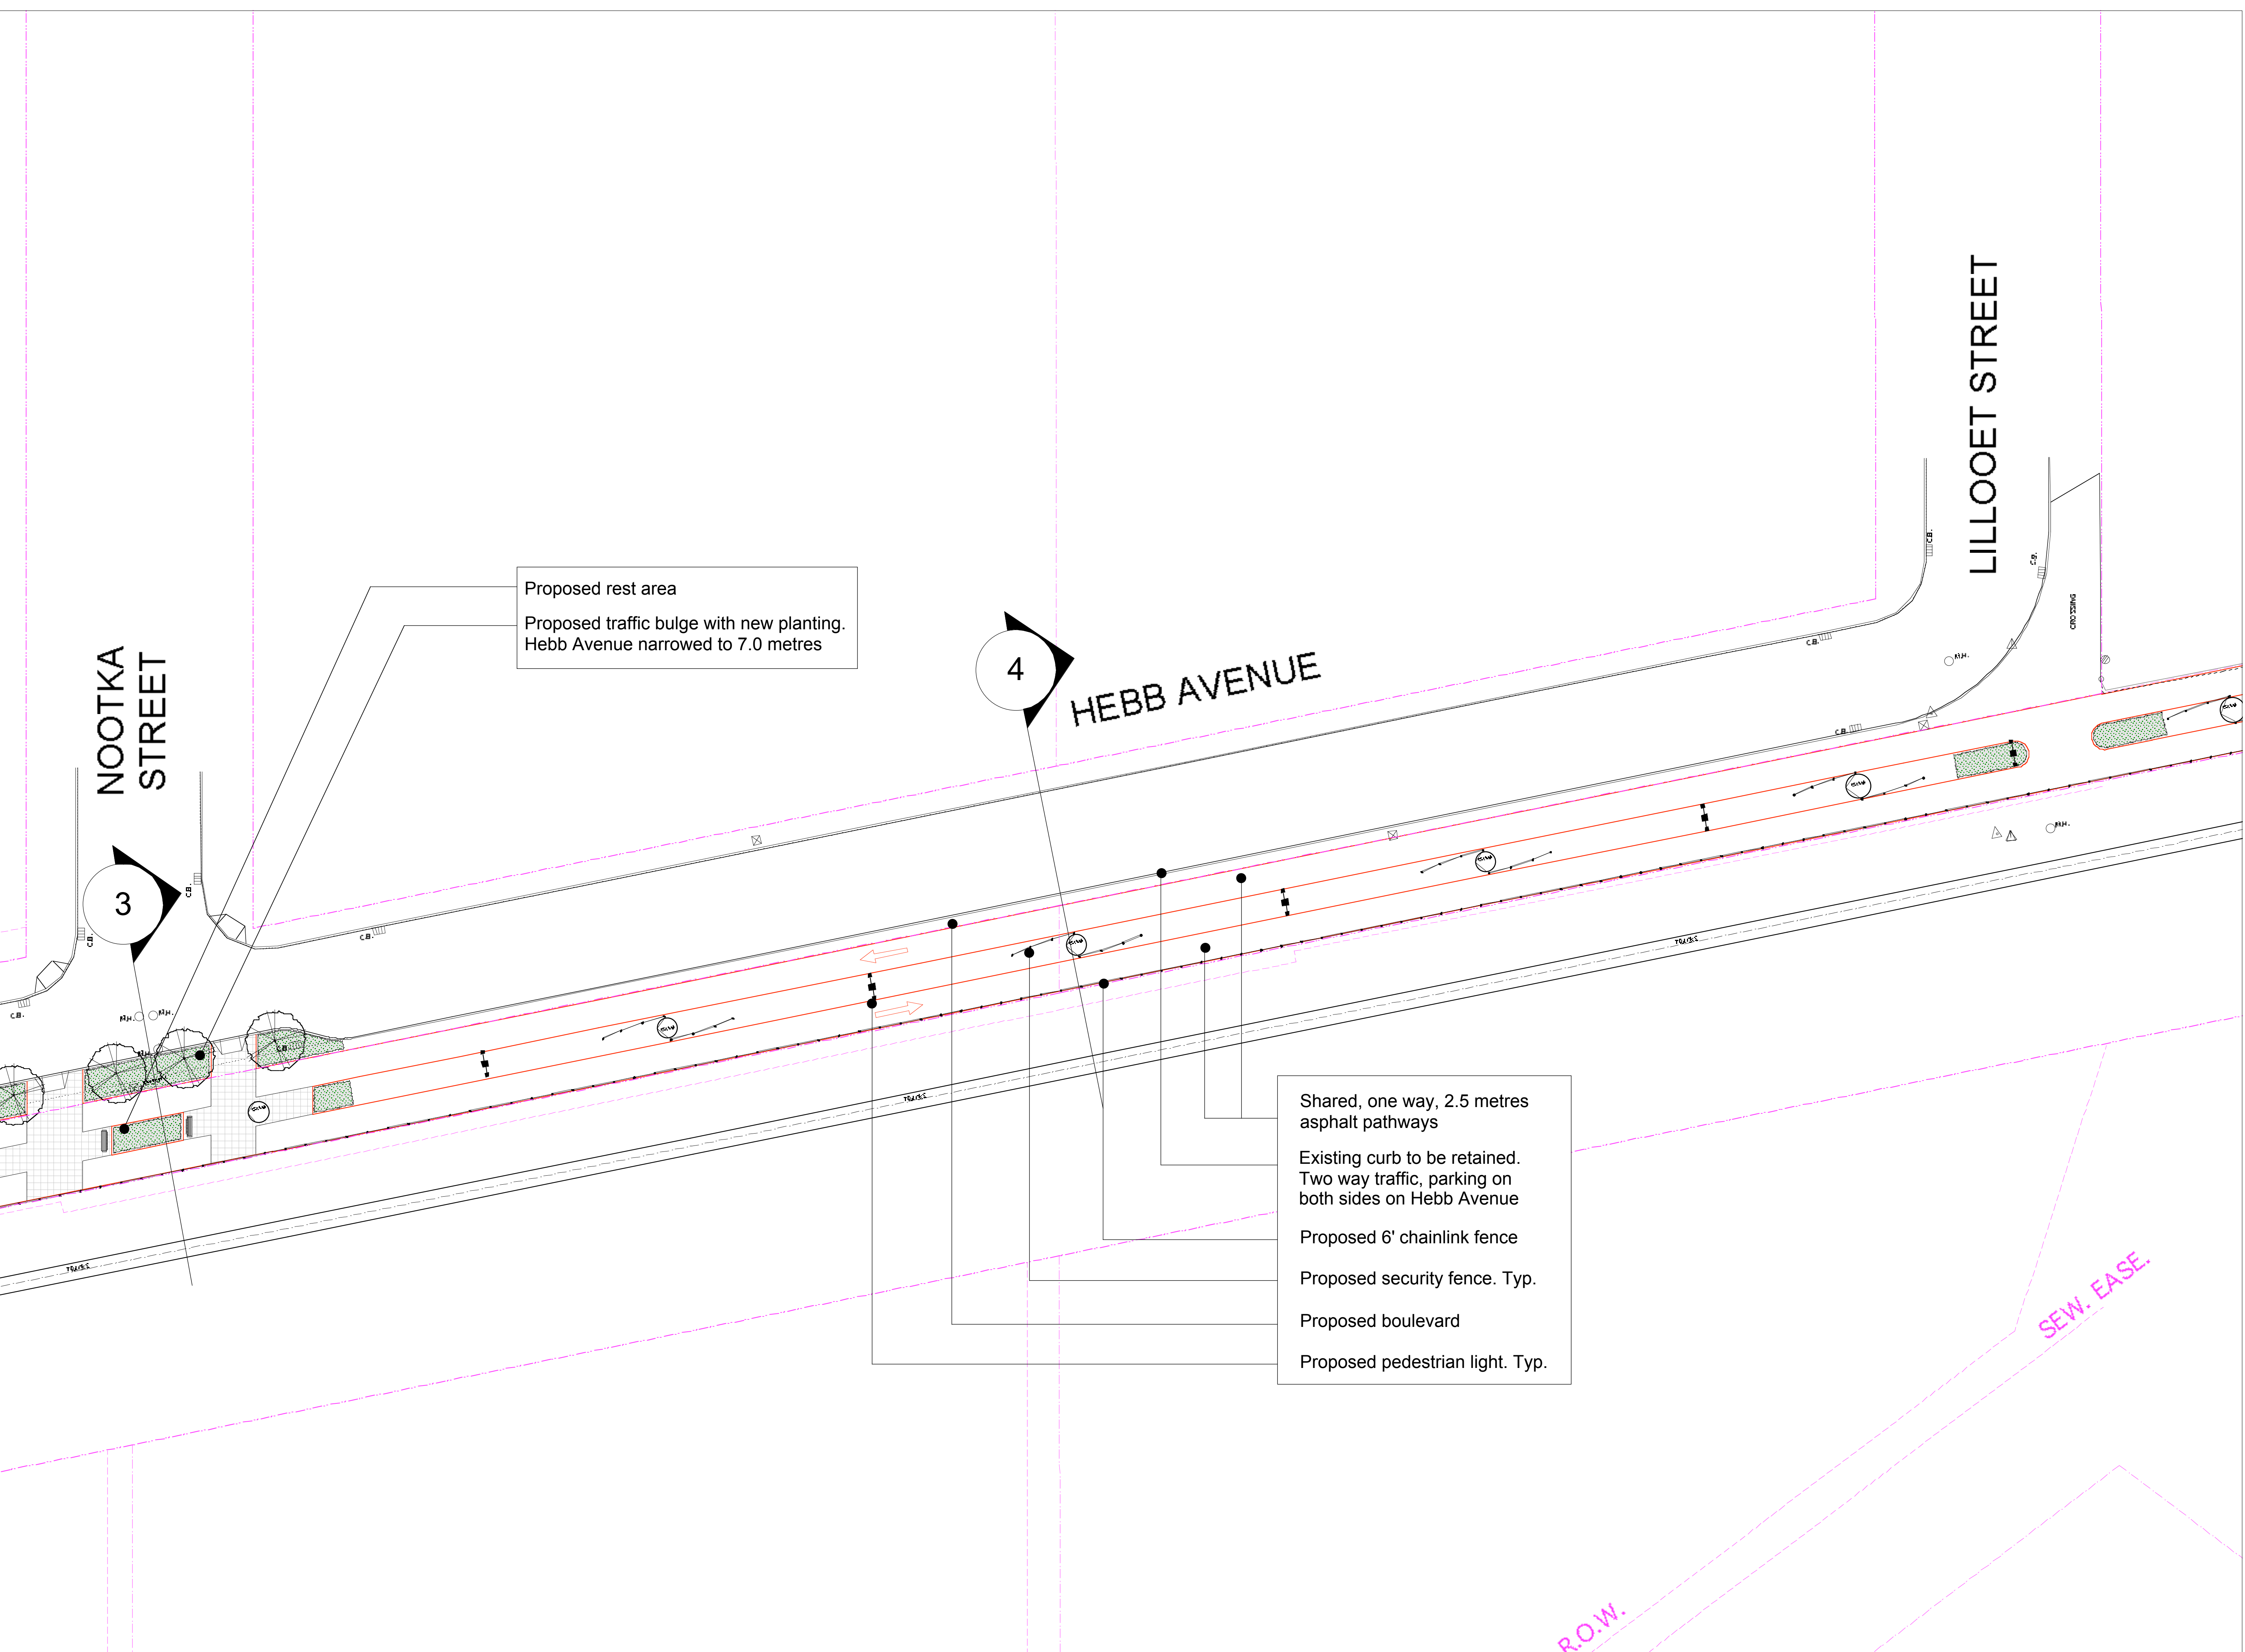 NOOTKA
STREET
HEBB AVENUE
LILLOOET STREET
Proposed rest area
Proposed traffic bulge with new planting.
Hebb Avenue narrowed to 7.0 metres
3
4
Shared, one way, 2.5 metres
asphalt pathways
Existing curb to be retained.
Two way traffic, parking on
both sides on Hebb Avenue
Proposed 6' chainlink fence
Proposed security fence. Typ.
Proposed boulevard
Proposed pedestrian light. Typ.
C.B.
C.B.
C.B.
C.B.
C.B.
C.B.
C.B.
C.B.
C.B.
CROSSING
TRACKS
TRACKS
TRACKS
SEW. EASE.
R.O.W.